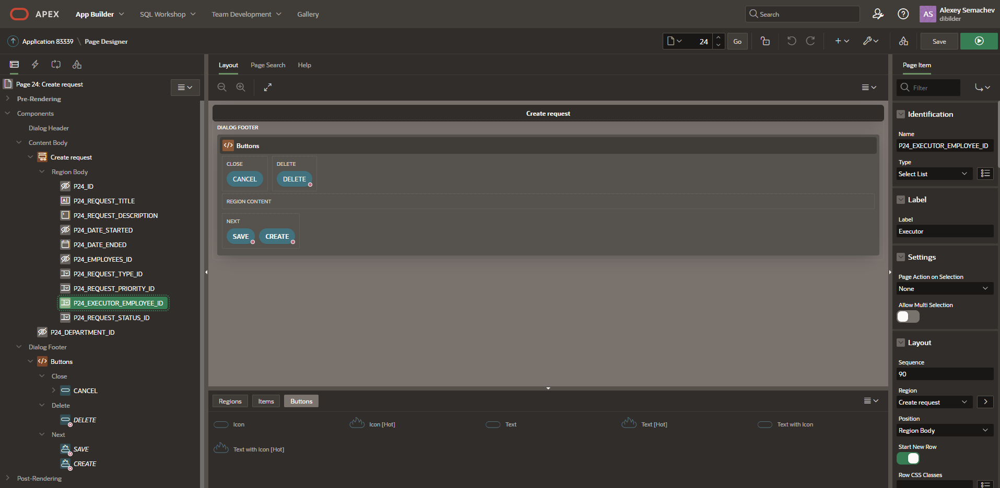 APEX
App Builder
SQL Workshop
Team Development
Gallery
Search
AS
Alexey Semachev
dibilder
Application 83339 \ Page Designer
24
Go
Save
Page 24: Create request
Pre-Rendering
Components
Dialog Header
Content Body
Create request
Region Body
P24_ID
P24_REQUEST_TITLE
P24_REQUEST_DESCRIPTION
P24_DATE_STARTED
P24_DATE_ENDED
P24_EMPLOYEES_ID
P24_REQUEST_TYPE_ID
P24_REQUEST_PRIORITY_ID
P24_EXECUTOR_EMPLOYEE_ID
P24_REQUEST_STATUS_ID
P24_DEPARTMENT_ID
Dialog Footer
Buttons
Close
CANCEL
Delete
DELETE
Next
SAVE
CREATE
Post-Rendering
Layout
Page Search
Help
Create request
DIALOG FOOTER
Buttons
CLOSE
DELETE
CANCEL
DELETE
REGION CONTENT
NEXT
SAVE
CREATE
Regions
Items
Buttons
Icon
Icon [Hot]
Text
Text [Hot]
Text with Icon
Text with Icon [Hot]
Page Item
Filter
Identification
Name
P24_EXECUTOR_EMPLOYEE_ID
Type
Select List
Label
Label
Executor
Settings
Page Action on Selection
None
Allow Multi Selection
Layout
Sequence
90
Region
Create request
Position
Region Body
Start New Row
Row CSS Classes